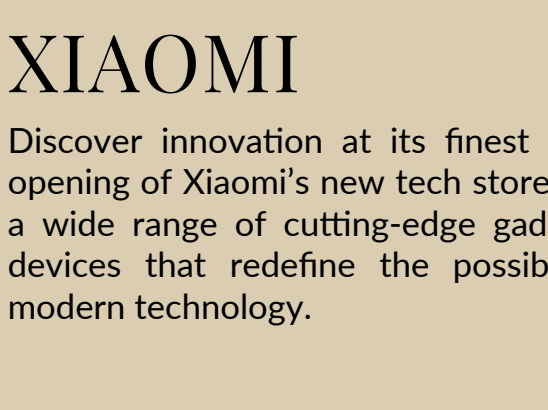 XIAOMI
Discover innovation at its finest
opening of Xiaomi’s new tech store
a wide range of cutting-edge
devices that redefine the
modern technology.